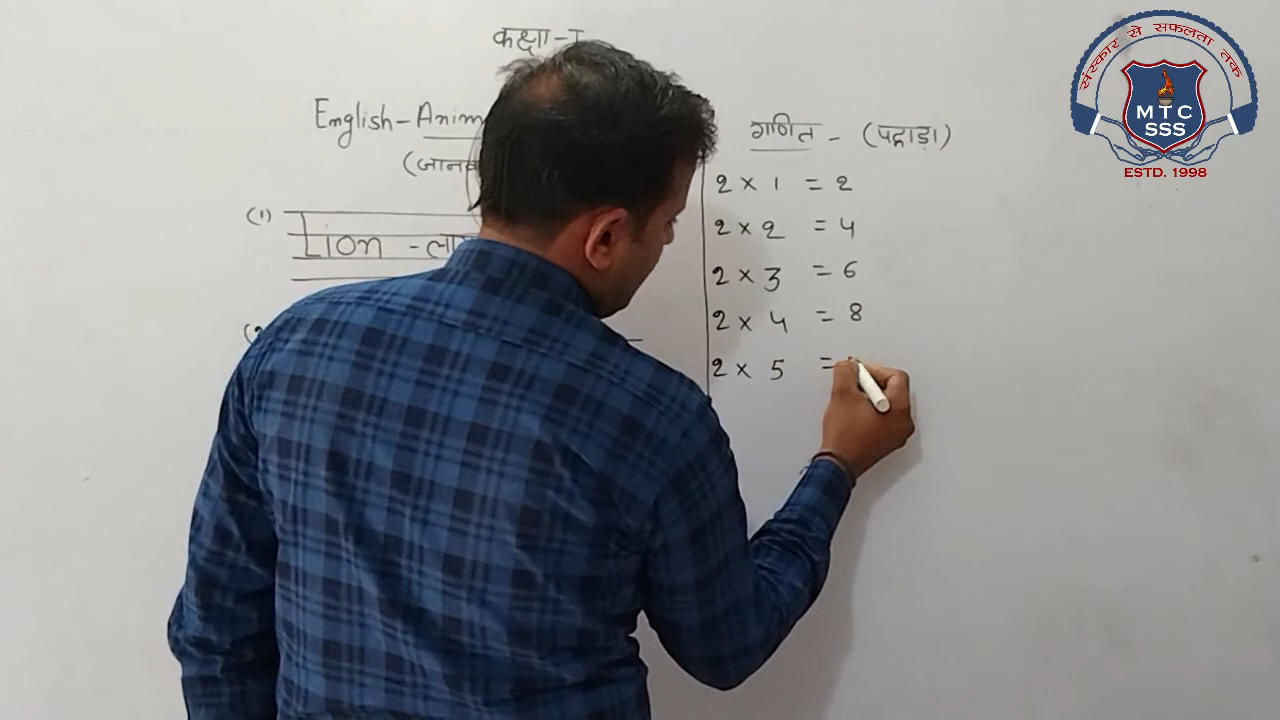 कक्षा-I
English-Anim
(1)
Lion -
गणित - (पहाड़ा)
2 × 1 = 2
2 × 2 = 4
2 × 3 = 6
2 × 4 = 8
2 × 5 =
संस्कार से सफलता तक
MTC
SSS
ESTD. 1998